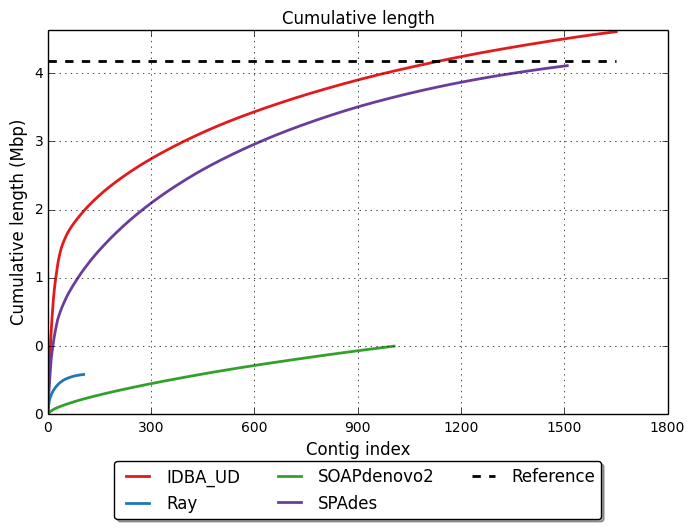 Cumulative length
Cumulative length (Mbp)
4
3
2
1
0
0
0 300 600 900 1200 1500 1800
Contig index
IDBA_UD SOAPdenovo2 Reference
Ray SPAdes